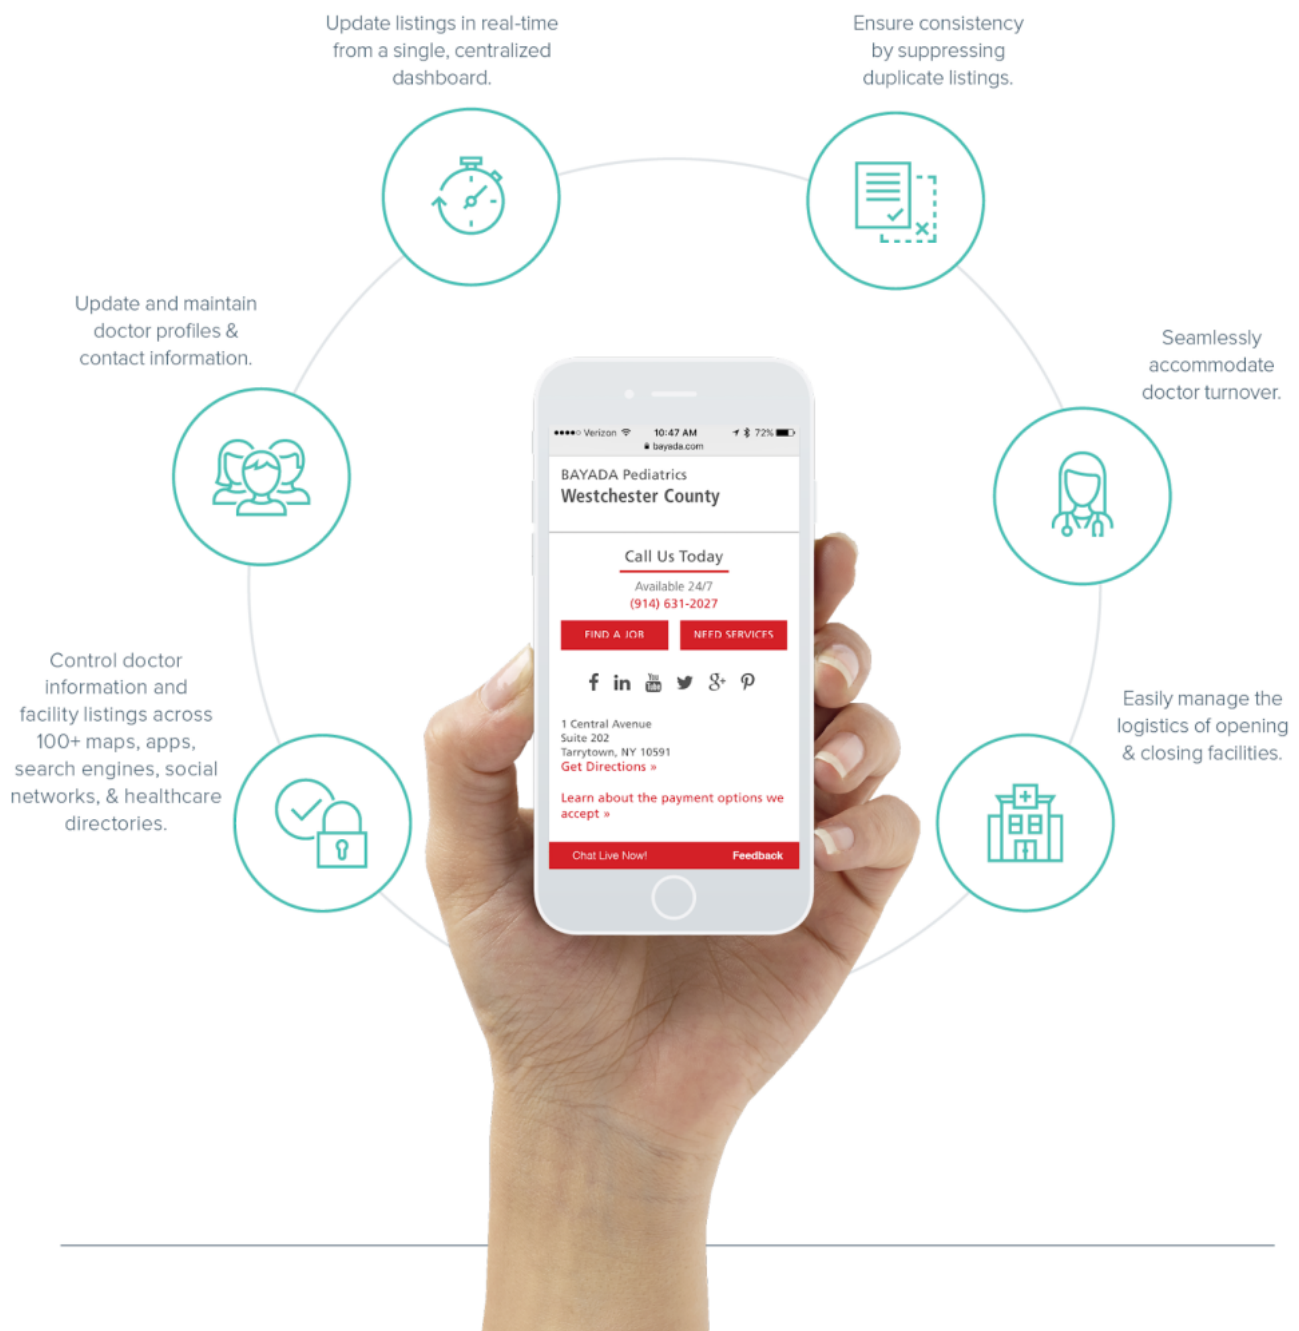 Update listings in real-time
from a single, centralized
dashboard.
Ensure consistency
by suppressing
duplicate listings.
Update and maintain
doctor profiles &
contact information.
Seamlessly
accommodate
doctor turnover.
Control doctor
information and
facility listings across
100+ maps, apps,
search engines, social
networks, & healthcare
directories.
Easily manage the
logistics of opening
& closing facilities.
Verizon 10:47 AM 72%
bayada.com
BAYADA Pediatrics
Westchester County
Call Us Today
Available 24/7
(914) 631-2027
FIND A JOB NEED SERVICES
f in You Tube g+
1 Central Avenue
Suite 202
Tarrytown, NY 10591
Get Directions »
Learn about the payment options we
accept »
Chat Live Now! Feedback